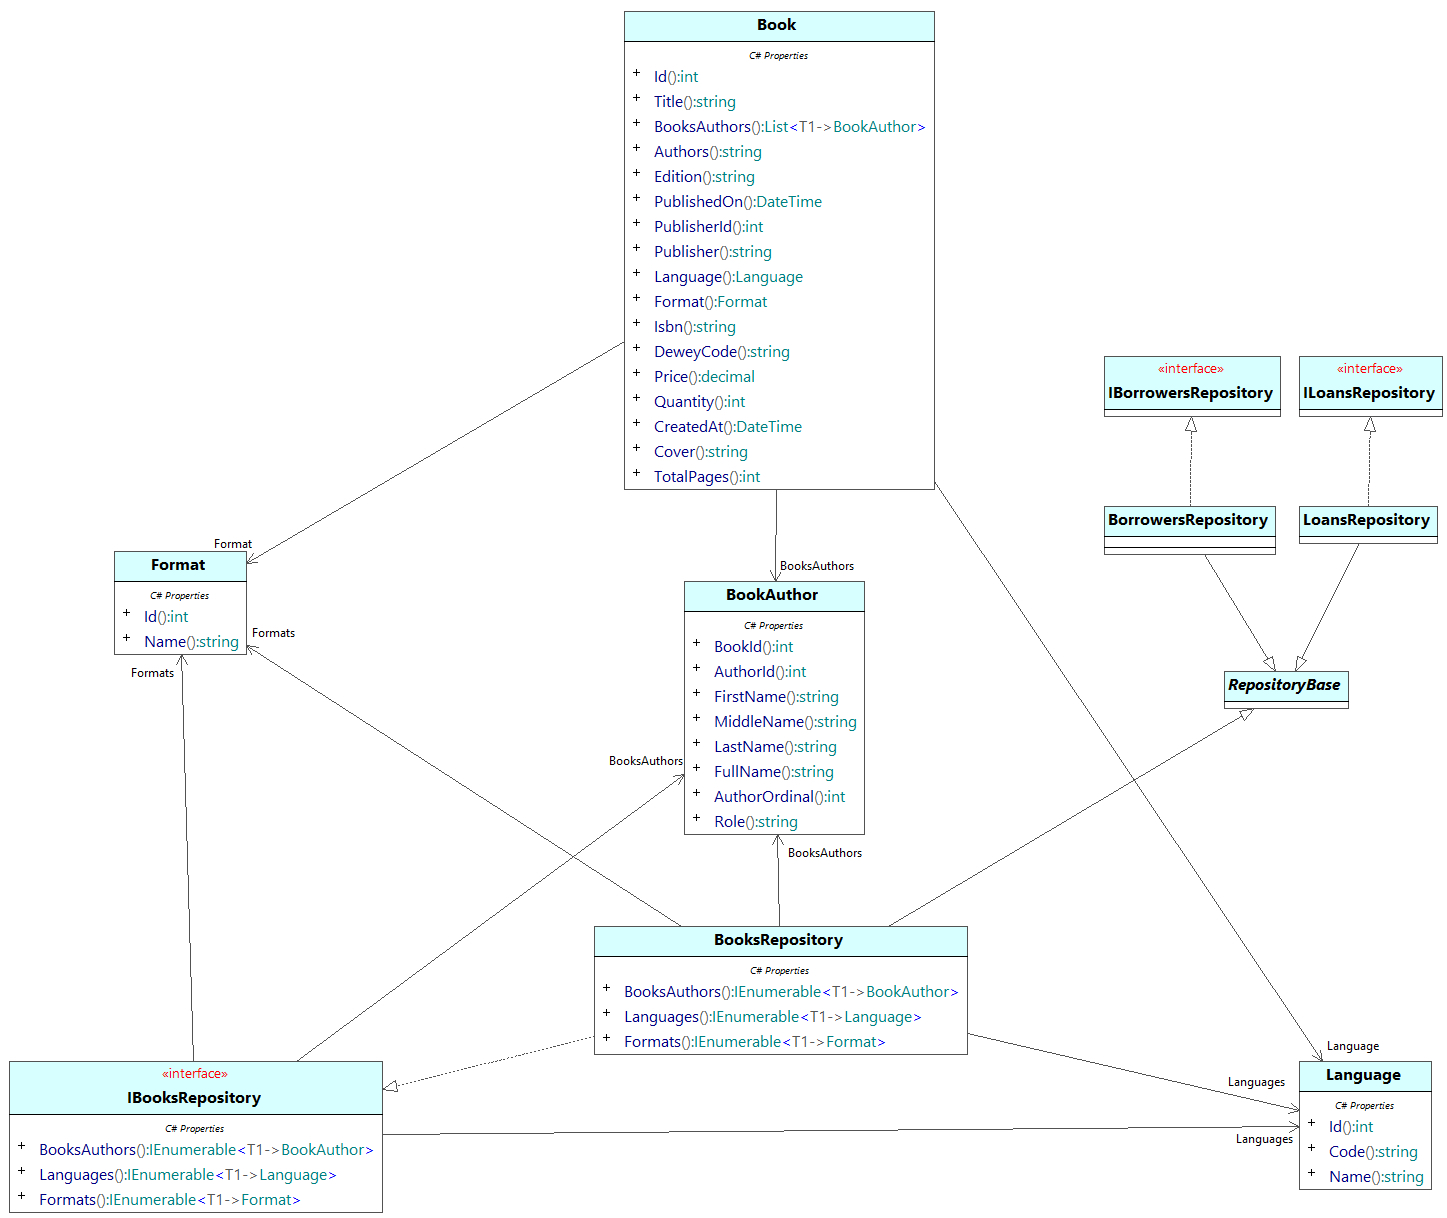 Book
C# Properties
+ Id():int
+ Title():string
+ BooksAuthors():List<T1->BookAuthor>
+ Authors():string
+ Edition():string
+ PublishedOn():DateTime
+ PublisherId():int
+ Publisher():string
+ Language():Language
+ Format():Format
+ Isbn():string
+ DeweyCode():string
+ Price():decimal
+ Quantity():int
+ CreatedAt():DateTime
+ Cover():string
+ TotalPages():int
«interface»
IBorrowersRepository
«interface»
ILoansRepository
BorrowersRepository
LoansRepository
Format
Format
C# Properties
+ Id():int
+ Name():string
Formats
Formats
BooksAuthors
BookAuthor
C# Properties
+ BookId():int
+ AuthorId():int
+ FirstName():string
+ MiddleName():string
+ LastName():string
+ FullName():string
+ AuthorOrdinal():int
+ Role():string
RepositoryBase
BooksAuthors
BooksAuthors
BooksRepository
C# Properties
+ BooksAuthors():IEnumerable<T1->BookAuthor>
+ Languages():IEnumerable<T1->Language>
+ Formats():IEnumerable<T1->Format>
«interface»
IBooksRepository
C# Properties
+ BooksAuthors():IEnumerable<T1->BookAuthor>
+ Languages():IEnumerable<T1->Language>
+ Formats():IEnumerable<T1->Format>
Language
Languages
Languages
Language
C# Properties
+ Id():int
+ Code():string
+ Name():string